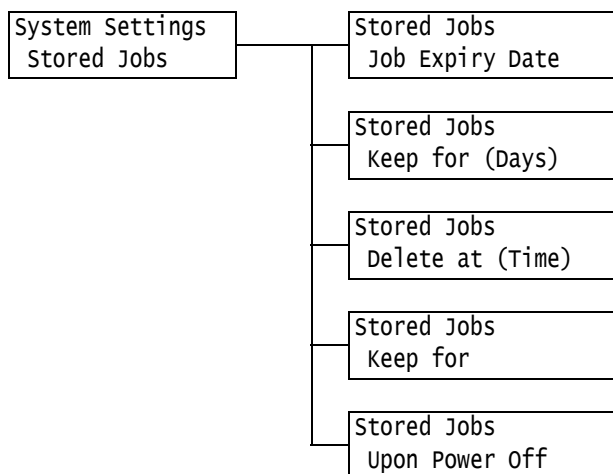 System Settings
Stored Jobs
Stored Jobs
Job Expiry Date
Stored Jobs
Keep for (Days)
Stored Jobs
Delete at (Time)
Stored Jobs
Keep for
Stored Jobs
Upon Power Off